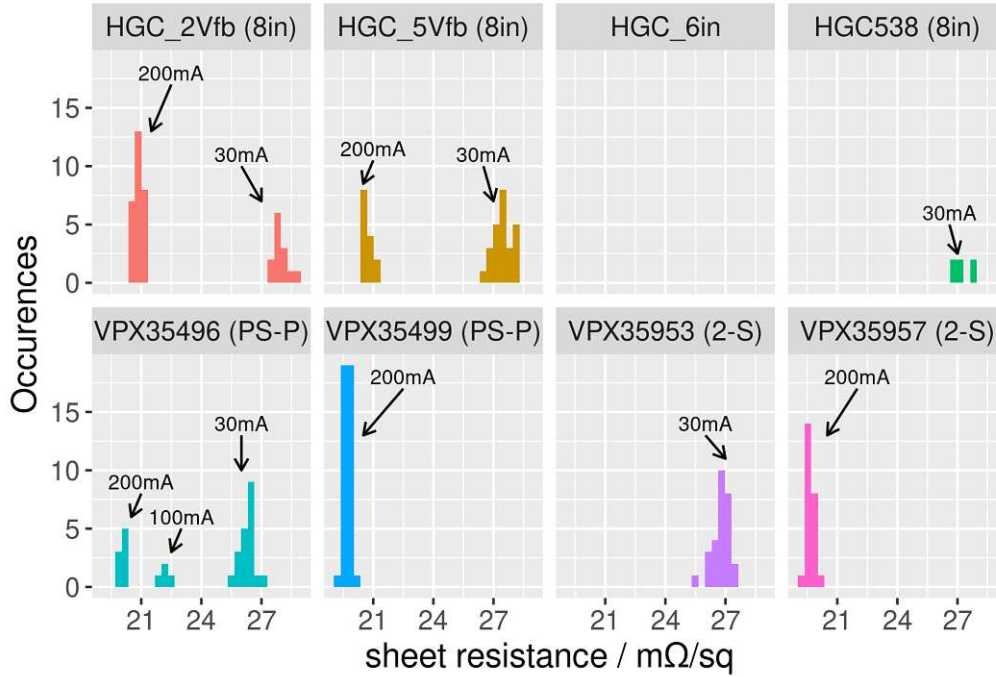 HGC_2Vfb (8in) HGC_5Vfb (8in) HGC_6in HGC538 (8in)
200mA
30mA
200mA
30mA
30mA
15
10
5
0
VPX35496 (PS-P) VPX35499 (PS-P) VPX35953 (2-S) VPX35957 (2-S)
200mA
100mA
30mA
200mA
30mA
200mA
15
10
5
0
21 24 27 21 24 27 21 24 27 21 24 27
Occurences
sheet resistance / mΩ/sq